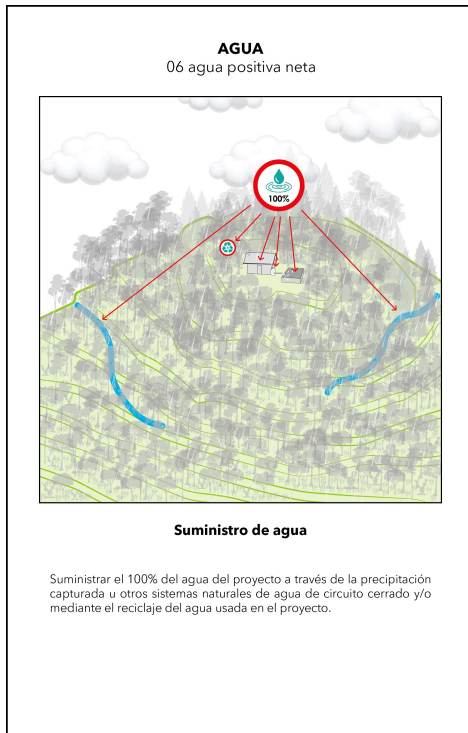 AGUA
06 agua positiva neta
100%
Suministro de agua
Suministrar el 100% del agua del proyecto a través de la precipitación
capturada u otros sistemas naturales de agua de circuito cerrado y/o
mediante el reciclaje del agua usada en el proyecto.